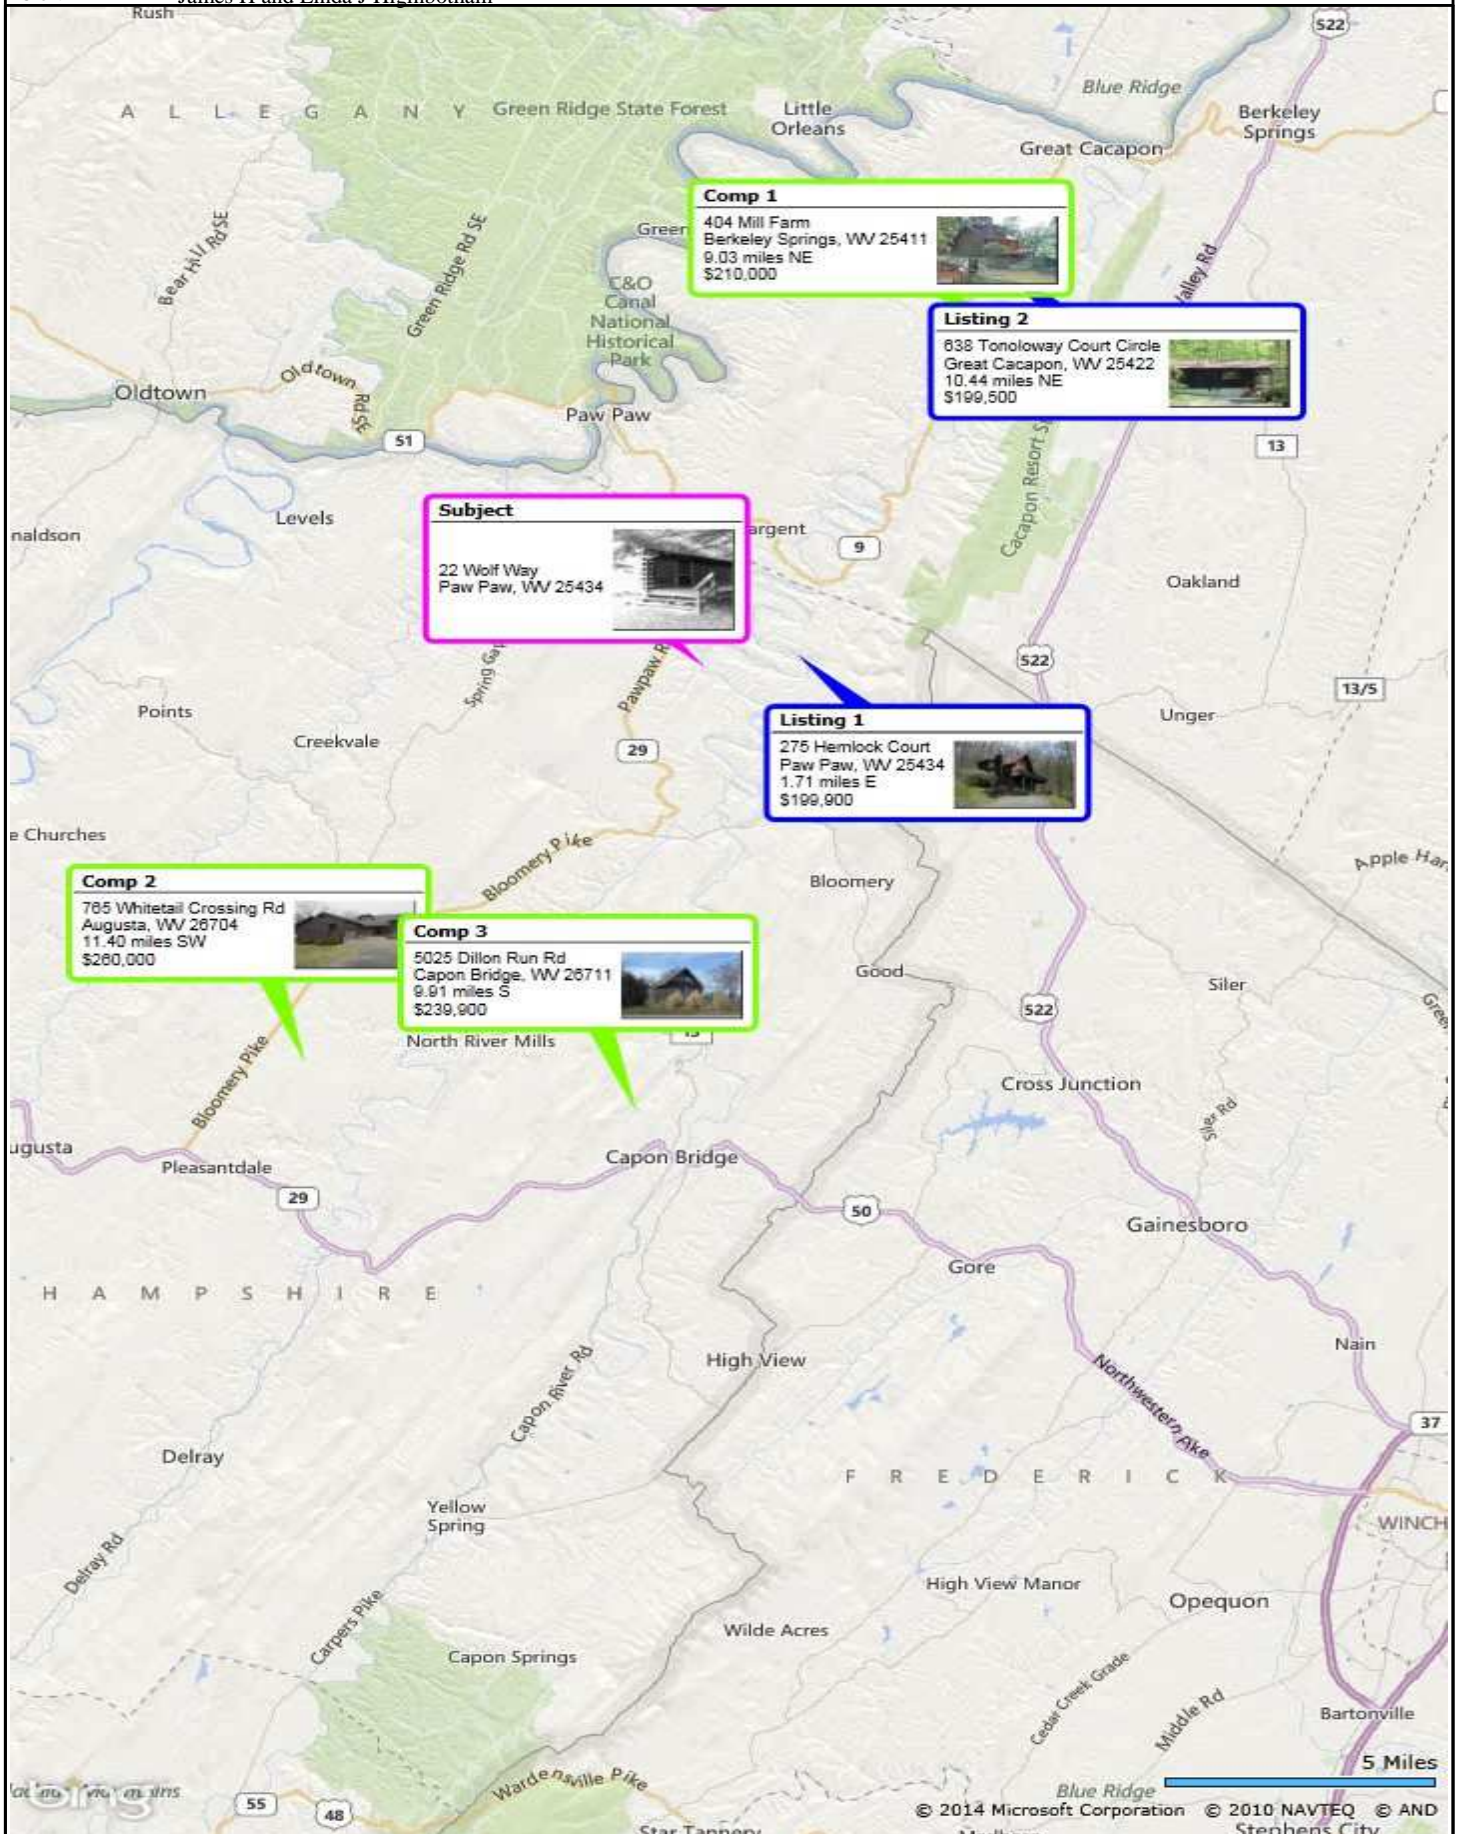 Rush
522
Blue Ridge
A L L E G A N Y
Green Ridge State Forest
Little
Orleans
Berkeley
Springs
Great Cacapon
Comp 1
404 Mill Farm
Berkeley Springs, WV 25411
9.03 miles NE
$210,000
Bear Hill Rd SE
Green Ridge Rd SE
Green
C&O
Canal
National
Historical
Park
Valley Rd
Listing 2
638 Tonoloway Court Circle
Great Cacapon, WV 25422
10.44 miles NE
$199,500
Oldtown
Oldtown
Rd SE
Paw Paw
51
13
Cacapon Resort S
Subject
22 Wolf Way
Paw Paw, WV 25434
Levels
naldson
argent
9
Oakland
522
Spring Ga
Pawpaw R
13/5
Points
Creekvale
29
Unger
Listing 1
275 Hemlock Court
Paw Paw, WV 25434
1.71 miles E
$199,900
e Churches
Bloomery Pike
Bloomery
Apple Har
Comp 2
765 Whitetail Crossing Rd
Augusta, WV 26704
11.40 miles SW
$260,000
Comp 3
5025 Dillon Run Rd
Capon Bridge, WV 26711
9.91 miles S
$239,900
Good
Siler
Gree
522
North River Mills
Bloomery Pike
Cross Junction
Siler Rd
ugusta
Pleasantdale
Capon Bridge
29
50
Gainesboro
Gore
H A M P S H I R E
Nain
High View
Capon River Rd
Northwestern Pike
37
Delray
F R E D E R I C K
Yellow
Spring
WINCH
Delray Rd
High View Manor
Opequon
Carpers Pike
Wilde Acres
Capon Springs
Cedar Creek Grade
Middle Rd
Bartonville
5 Miles
Wardensville Pike
Blue Ridge
bing
55
48
© 2014 Microsoft Corporation © 2010 NAVTEQ © AND
Star Tannery
Stephens City